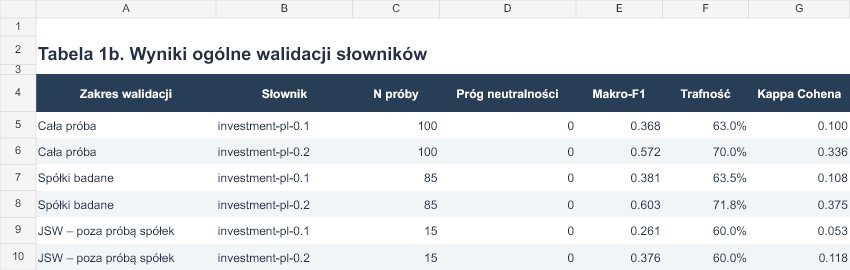 A B C D E F G
1
2 Tabela 1b. Wyniki ogólne walidacji słowników
3
4 Zakres walidacji Słownik N próby Próg neutralności Makro-F1 Trafność Kappa Cohena
5 Cała próba investment-pl-0.1 100 0 0.368 63.0% 0.100
6 Cała próba investment-pl-0.2 100 0 0.572 70.0% 0.336
7 Spółki badane investment-pl-0.1 85 0 0.381 63.5% 0.108
8 Spółki badane investment-pl-0.2 85 0 0.603 71.8% 0.375
9 JSW – poza próbą spółek investment-pl-0.1 15 0 0.261 60.0% 0.053
10 JSW – poza próbą spółek investment-pl-0.2 15 0 0.376 60.0% 0.118